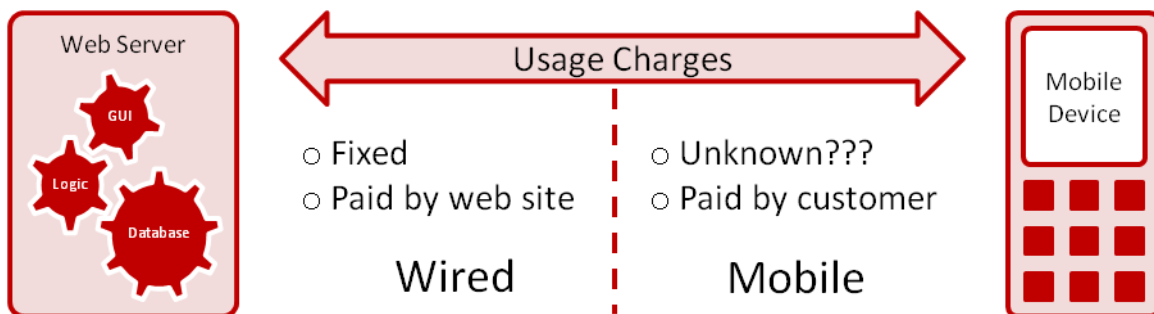 Web Server
GUI
Logic
Database
Usage Charges
○ Fixed
○ Paid by web site
Wired
○ Unknown???
○ Paid by customer
Mobile
Mobile
Device